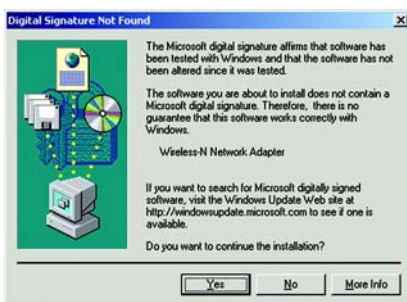 Digital Signature Not Found
The Microsoft digital signature affirms that software has
been tested with Windows and that the software has not
been altered since it was tested.
The software you are about to install does not contain a
Microsoft digital signature. Therefore, there is no
guarantee that this software works correctly with
Windows.
Wireless-N Network Adapter
If you want to search for Microsoft digitally signed
software, visit the Windows Update Web site at
http://windowsupdate.microsoft.com to see if one is
available.
Do you want to continue the installation?
Yes No More Info